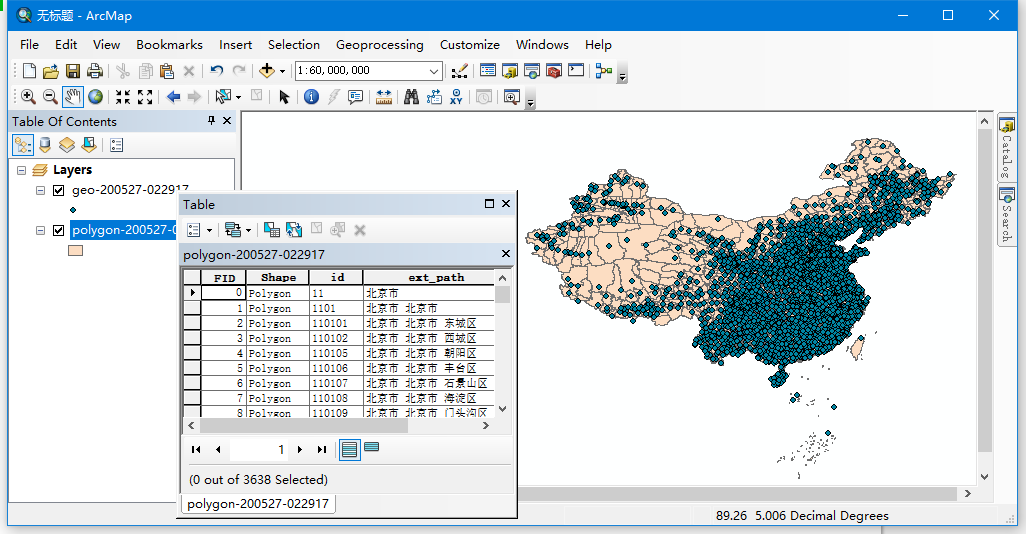 无标题 - ArcMap
File Edit View Bookmarks Insert Selection Geoprocessing Customize Windows Help
1:60,000,000
Table Of Contents
Layers
geo-200527-022917
polygon-200527-0
Table
polygon-200527-022917
FID Shape id ext_path
0 Polygon 11 北京市
1 Polygon 1101 北京市 北京市
2 Polygon 110101 北京市 北京市 东城区
3 Polygon 110102 北京市 北京市 西城区
4 Polygon 110105 北京市 北京市 朝阳区
5 Polygon 110106 北京市 北京市 丰台区
6 Polygon 110107 北京市 北京市 石景山区
7 Polygon 110108 北京市 北京市 海淀区
8 Polygon 110109 北京市 北京市 门头沟区
1
(0 out of 3638 Selected)
polygon-200527-022917
Catalog
Search
89.26 5.006 Decimal Degrees